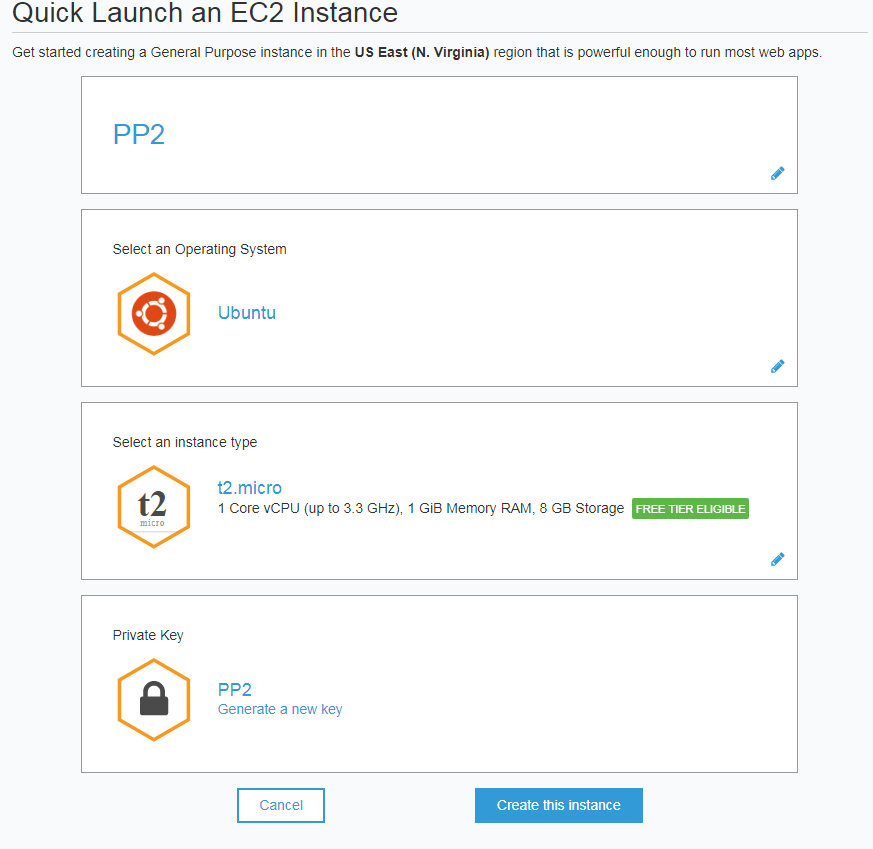 Quick Launch an EC2 Instance
Get started creating a General Purpose instance in the US East (N. Virginia) region that is powerful enough to run most web apps.
PP2
Select an Operating System
Ubuntu
Select an instance type
t2.micro
t2
micro
1 Core vCPU (up to 3.3 GHz), 1 GiB Memory RAM, 8 GB Storage FREE TIER ELIGIBLE
Private Key
PP2
Generate a new key
Cancel
Create this instance